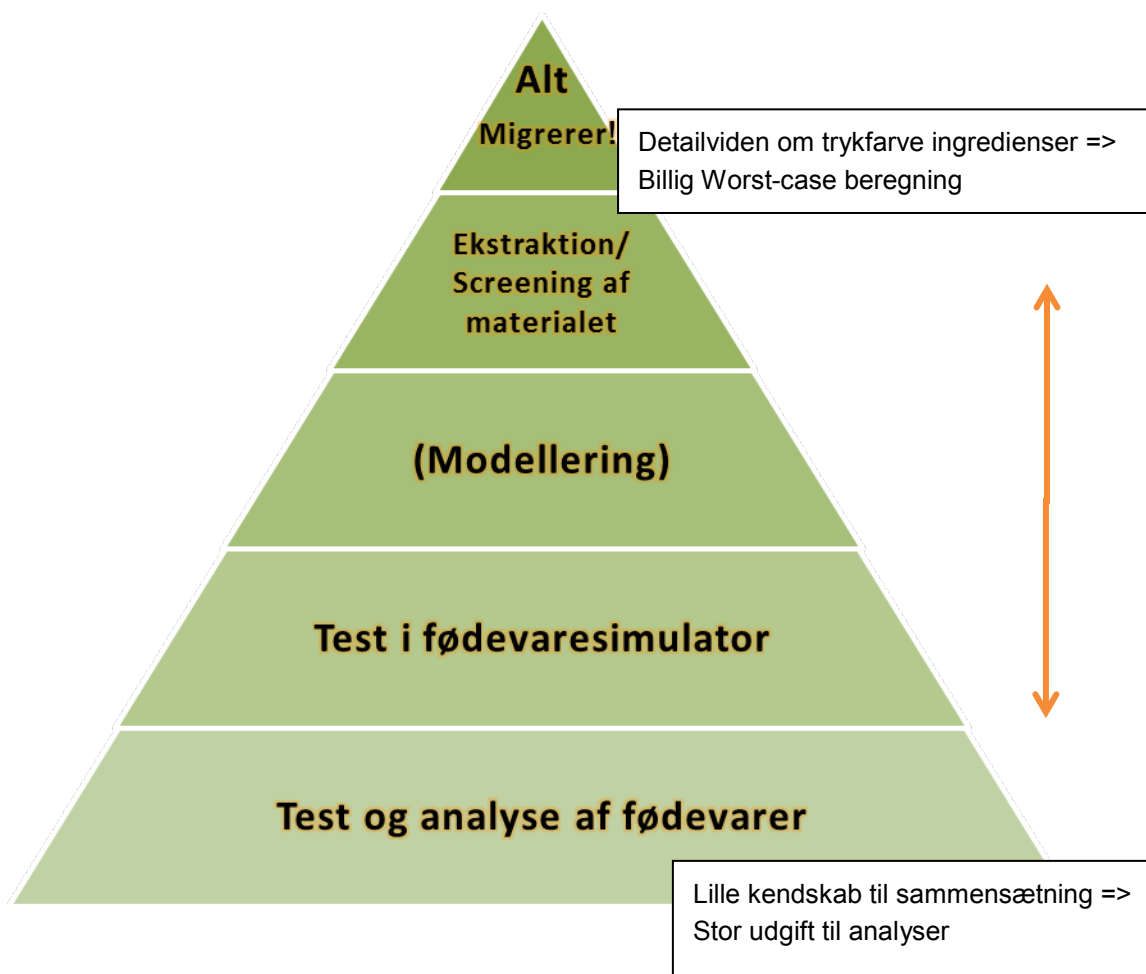 Alt
Migrerer!
Detailviden om trykfarve ingredienser =>
Billig Worst-case beregning
Ekstraktion/
Screening af
materialet
(Modellering)
Test i fødevaresimulator
Test og analyse af fødevarer
Lille kendskab til sammensætning =>
Stor udgift til analyser